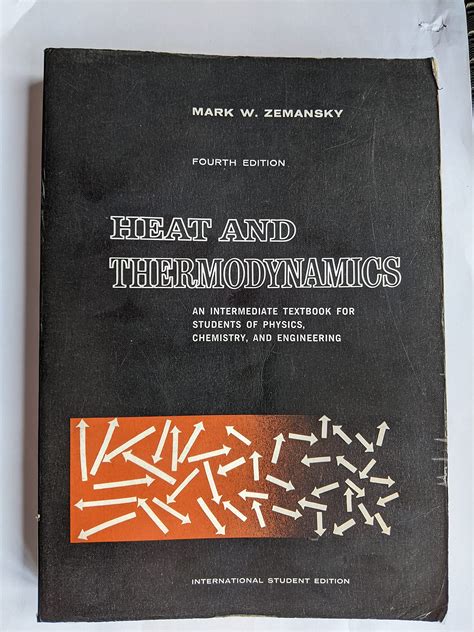 MARK W. ZEMANSKY
FOURTH EDITION
HEAT AND
THERMODYNAMICS
AN INTERMEDIATE TEXTBOOK FOR
STUDENTS OF PHYSICS,
CHEMISTRY, AND ENGINEERING
INTERNATIONAL STUDENT EDITION